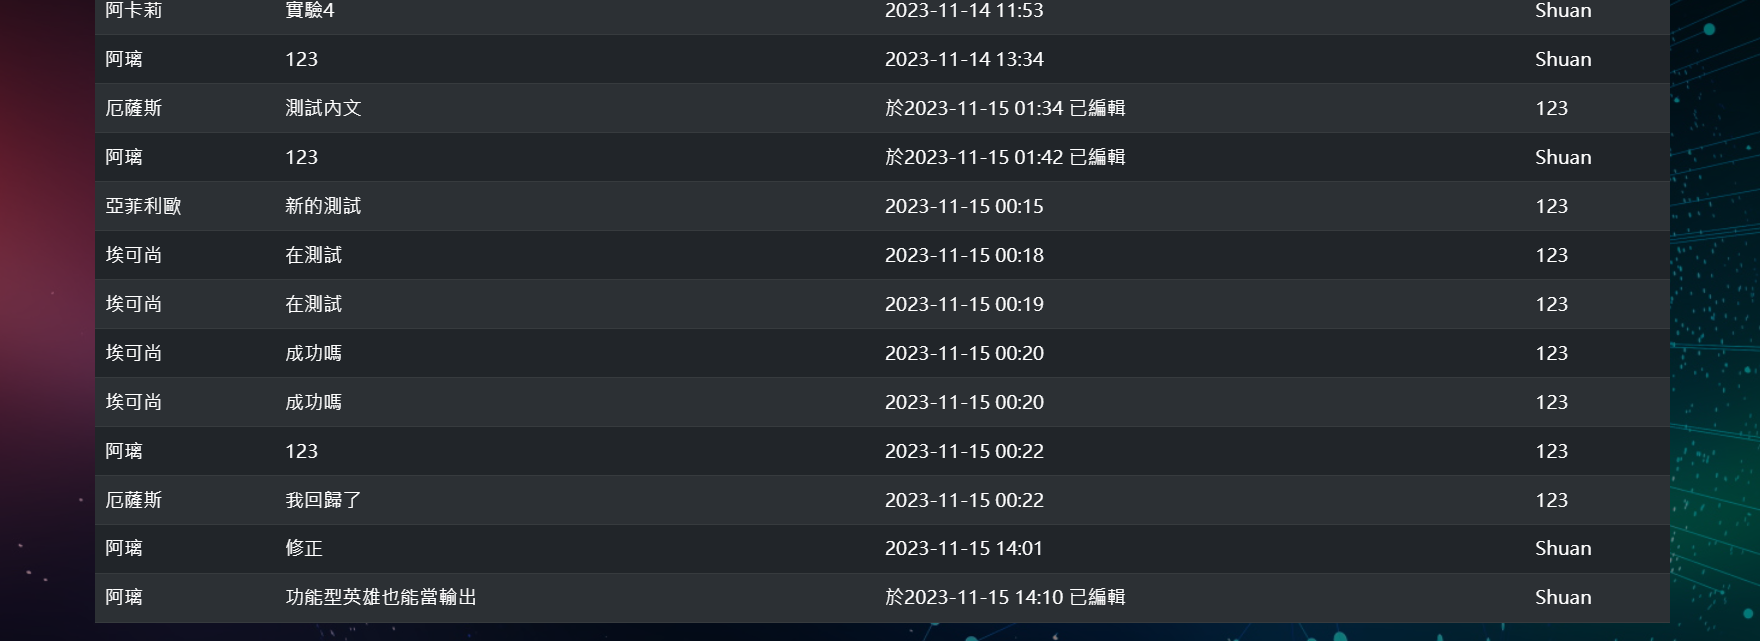 阿卡莉 實驗4 2023-11-14 11:53 Shuan
阿璃 123 2023-11-14 13:34 Shuan
厄薩斯 測試內文 於2023-11-15 01:34 已編輯 123
阿璃 123 於2023-11-15 01:42 已編輯 Shuan
亞菲利歐 新的測試 2023-11-15 00:15 123
埃可尚 在測試 2023-11-15 00:18 123
埃可尚 在測試 2023-11-15 00:19 123
埃可尚 成功嗎 2023-11-15 00:20 123
埃可尚 成功嗎 2023-11-15 00:20 123
阿璃 123 2023-11-15 00:22 123
厄薩斯 我回歸了 2023-11-15 00:22 123
阿璃 修正 2023-11-15 14:01 Shuan
阿璃 功能型英雄也能當輸出 於2023-11-15 14:10 已編輯 Shuan